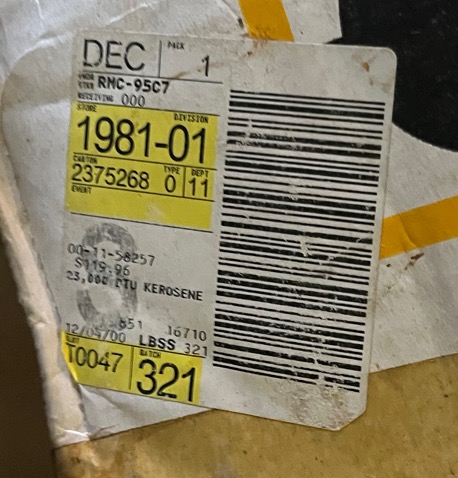 DEC PACK 1
VNDR STKR RMC-95C7
RECEIVING 000
STORE DIVISION
1981-01
CARTON TYPE DEPT
2375268 0 11
EVENT
00-11-58257
$119.96
23,000 BTU KEROSENE
651 16710
12/05/00 LBSS 321
SLOT BATCH
T0047 321